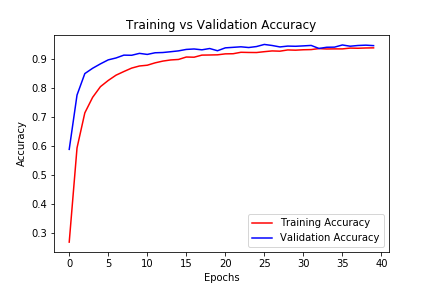 Training vs Validation Accuracy
Accuracy
0.9
0.8
0.7
0.6
0.5
0.4
0.3
Training Accuracy
Validation Accuracy
0 5 10 15 20 25 30 35 40
Epochs